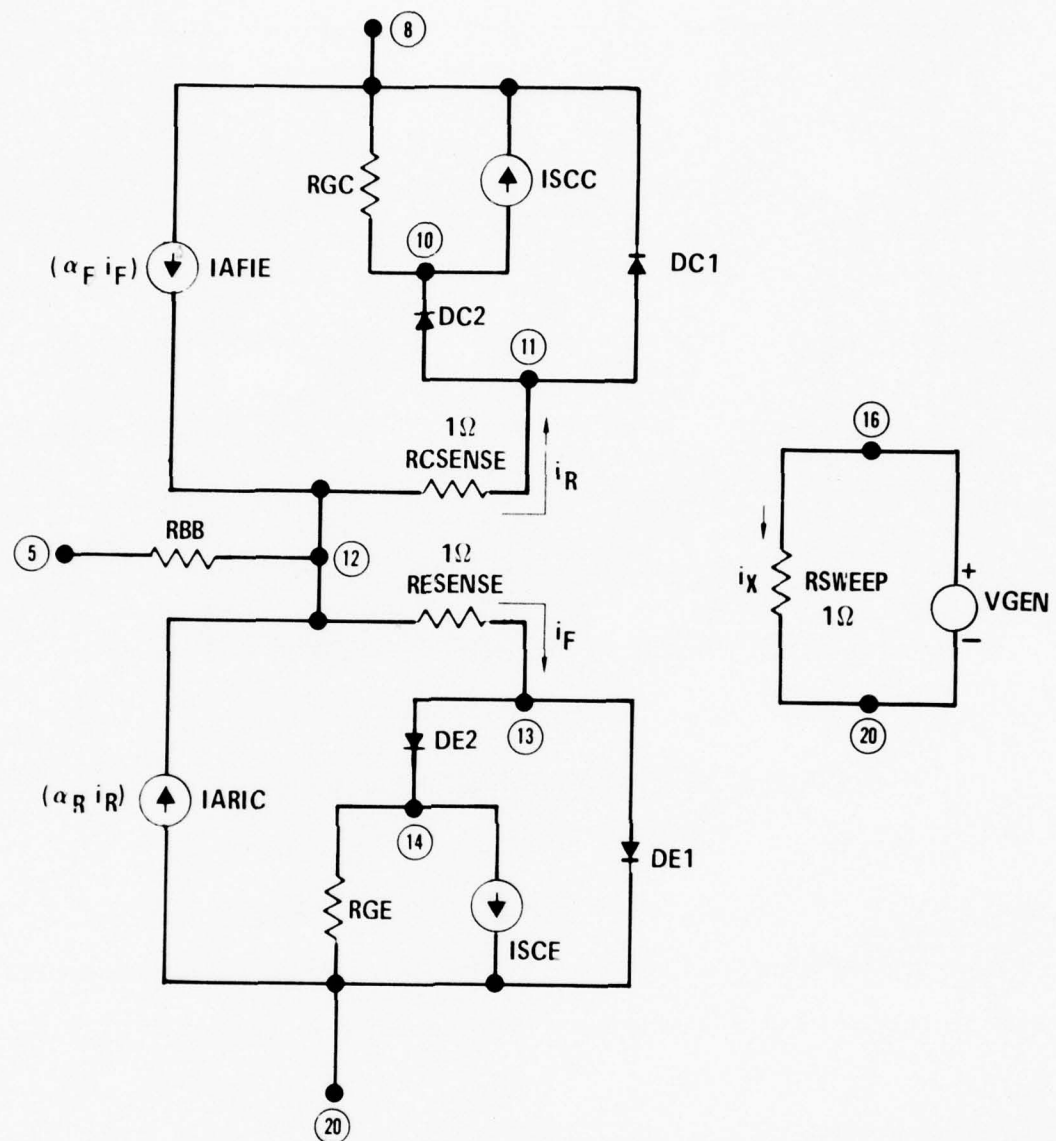 8
RGC
ISCC
10
(αF iF)
IAFIE
DC1
DC2
11
1Ω
RCSENSE
iR
16
5
RBB
12
1Ω
RESENSE
iF
iX
RSWEEP
1Ω
+
VGEN
−
DE2
13
20
(αR iR)
IARIC
14
DE1
RGE
ISCE
20